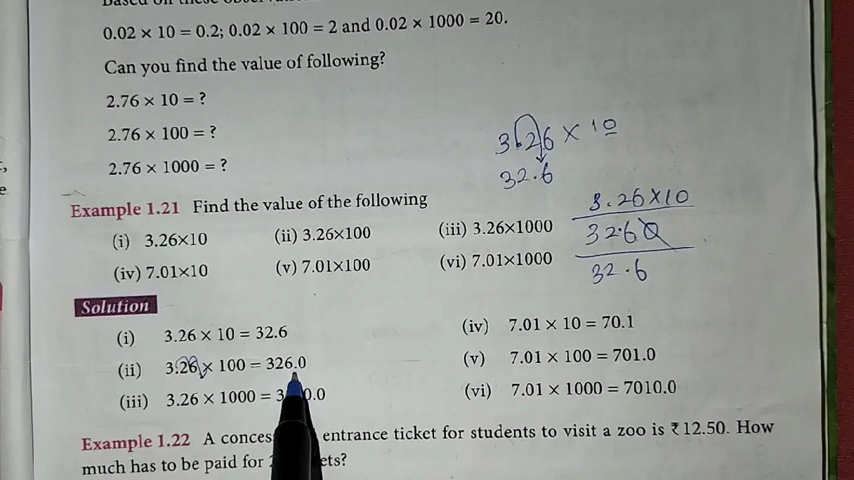 0.02 × 10 = 0.2; 0.02 × 100 = 2 and 0.02 × 1000 = 20.
Can you find the value of following?
2.76 × 10 = ?
2.76 × 100 = ?
2.76 × 1000 = ?
3.26 × 10
32.6
Example 1.21 Find the value of the following
(i) 3.26×10 (ii) 3.26×100 (iii) 3.26×1000
(iv) 7.01×10 (v) 7.01×100 (vi) 7.01×1000
3.26×10
32.60
32.6
Solution
(i) 3.26 × 10 = 32.6 (iv) 7.01 × 10 = 70.1
(ii) 3.26 × 100 = 326.0 (v) 7.01 × 100 = 701.0
(iii) 3.26 × 1000 = 3 0.0 (vi) 7.01 × 1000 = 7010.0
Example 1.22 A entrance ticket for students to visit a zoo is ₹12.50. How
much has to be paid for